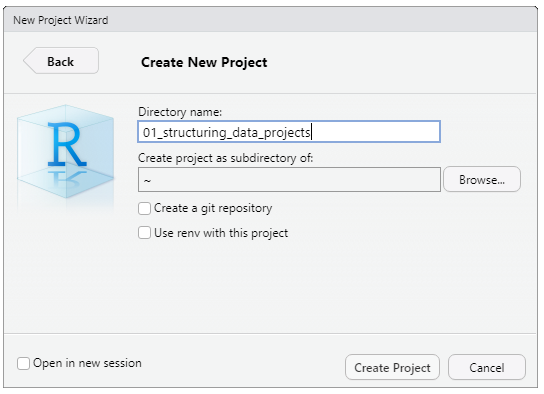 New Project Wizard
Back
Create New Project
R
Directory name:
01_structuring_data_projects
Create project as subdirectory of:
~
Browse...
Create a git repository
Use renv with this project
Open in new session
Create Project
Cancel